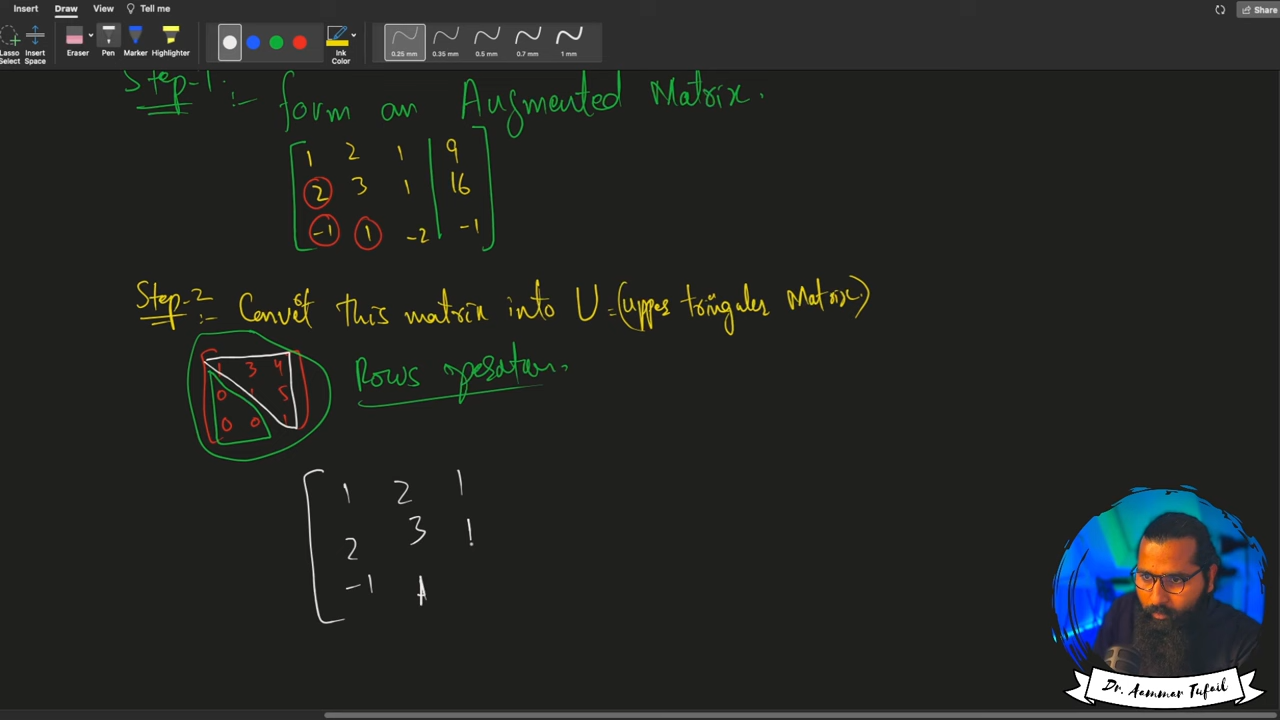 Insert Draw View Tell me
Share
Lasso Select
Insert Space
Eraser
Pen
Marker
Highlighter
Ink Color
0.25 mm 0.35 mm 0.5 mm 0.7 mm 1 mm
Step-1 :- form an Augmented Matrix.
1 2 1 | 9
2 3 1 | 16
-1 1 -2 | -1
Step-2 :- Convet this matrix into U = (upper Matrix)
1 3 4
0 1 5
0 0 1
Rows
1 2 1
2 3 1
-1 1
Dr. Aammar Tufail